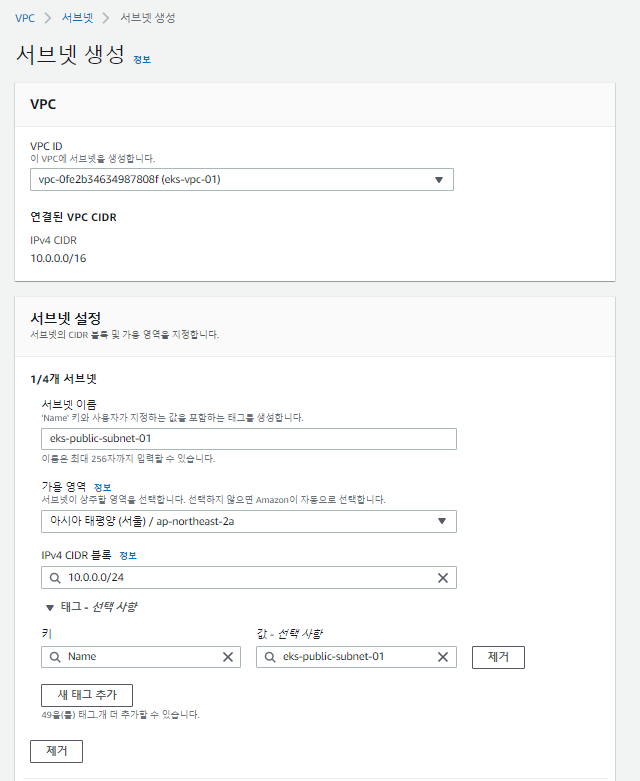 VPC > 서브넷 > 서브넷 생성
서브넷 생성 정보
VPC
VPC ID
이 VPC에 서브넷을 생성합니다.
vpc-0fe2b34634987808f (eks-vpc-01)
연결된 VPC CIDR
IPv4 CIDR
10.0.0.0/16
서브넷 설정
서브넷의 CIDR 블록 및 가용 영역을 지정합니다.
1/4개 서브넷
서브넷 이름
'Name' 키와 사용자가 지정하는 값을 포함하는 태그를 생성합니다.
eks-public-subnet-01
이름은 최대 256자까지 입력할 수 있습니다.
가용 영역 정보
서브넷이 상주할 영역을 선택합니다. 선택하지 않으면 Amazon이 자동으로 선택합니다.
아시아 태평양 (서울) / ap-northeast-2a
IPv4 CIDR 블록 정보
10.0.0.0/24
태그 - 선택 사항
키 값 - 선택 사항
Name eks-public-subnet-01 제거
새 태그 추가
49을(를) 태그.개 더 추가할 수 있습니다.
제거